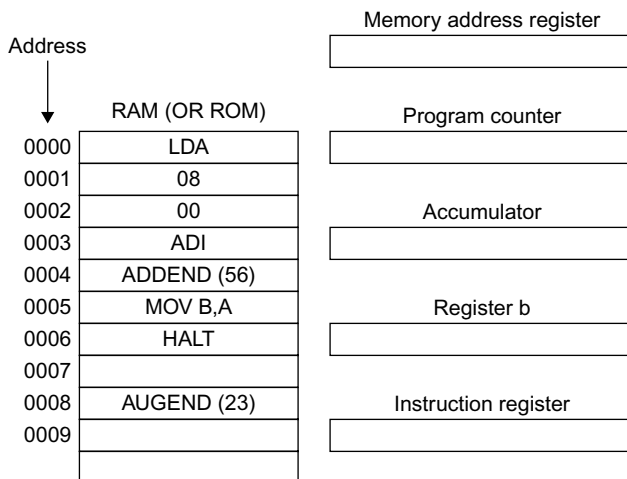 Memory address register
Address
RAM (OR ROM)
Program counter
0000 LDA
0001 08
0002 00
Accumulator
0003 ADI
0004 ADDEND (56)
0005 MOV B,A
Register b
0006 HALT
0007
0008 AUGEND (23)
Instruction register
0009